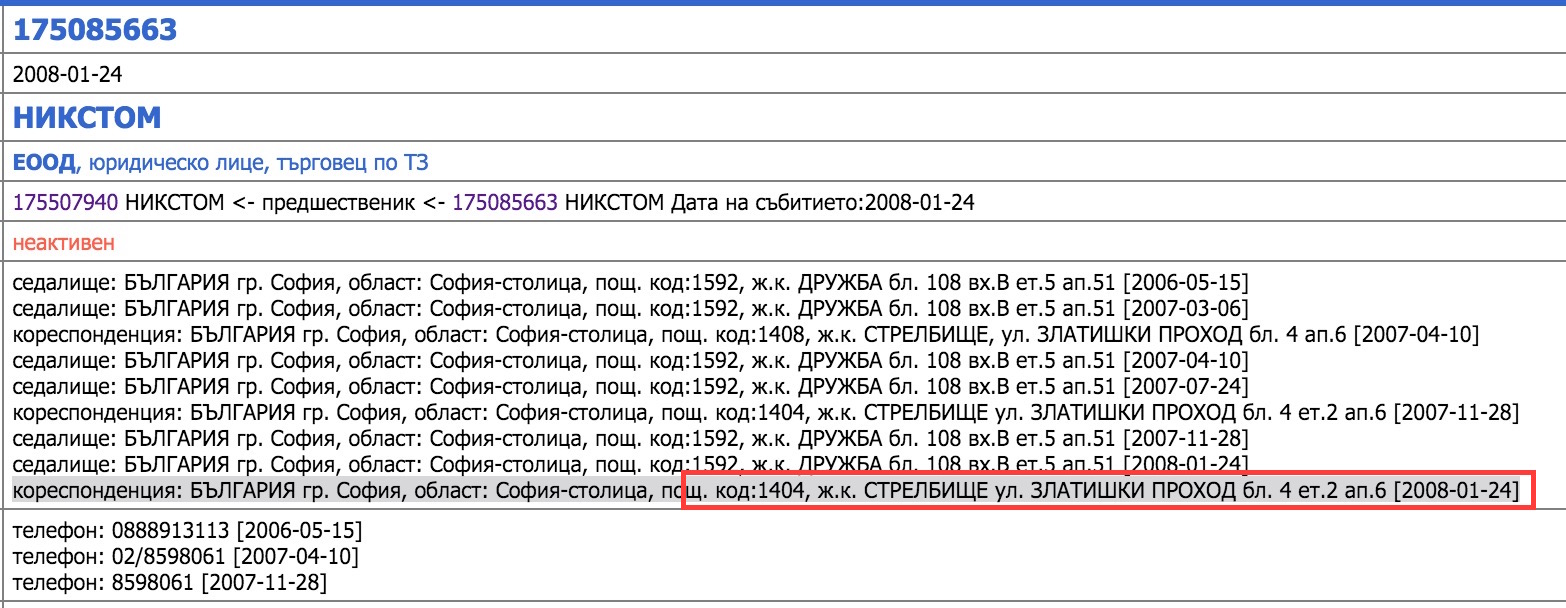 175085663
2008-01-24
НИКСТОМ
ЕООД, юридическо лице, търговец по ТЗ
175507940 НИКСТОМ <- предшественик <- 175085663 НИКСТОМ Дата на събитието:2008-01-24
неактивен
седалище: БЪЛГАРИЯ гр. София, област: София-столица, пощ. код:1592, ж.к. ДРУЖБА бл. 108 вх.В ет.5 ап.51 [2006-05-15]
седалище: БЪЛГАРИЯ гр. София, област: София-столица, пощ. код:1592, ж.к. ДРУЖБА бл. 108 вх.В ет.5 ап.51 [2007-03-06]
кореспонденция: БЪЛГАРИЯ гр. София, област: София-столица, пощ. код:1408, ж.к. СТРЕЛБИЩЕ, ул. ЗЛАТИШКИ ПРОХОД бл. 4 ап.6 [2007-04-10]
седалище: БЪЛГАРИЯ гр. София, област: София-столица, пощ. код:1592, ж.к. ДРУЖБА бл. 108 вх.В ет.5 ап.51 [2007-04-10]
седалище: БЪЛГАРИЯ гр. София, област: София-столица, пощ. код:1592, ж.к. ДРУЖБА бл. 108 вх.В ет.5 ап.51 [2007-07-24]
кореспонденция: БЪЛГАРИЯ гр. София, област: София-столица, пощ. код:1404, ж.к. СТРЕЛБИЩЕ ул. ЗЛАТИШКИ ПРОХОД бл. 4 ет.2 ап.6 [2007-11-28]
седалище: БЪЛГАРИЯ гр. София, област: София-столица, пощ. код:1592, ж.к. ДРУЖБА бл. 108 вх.В ет.5 ап.51 [2007-11-28]
седалище: БЪЛГАРИЯ гр. София, област: София-столица, пощ. код:1592, ж.к. ДРУЖБА бл. 108 вх.В ет.5 ап.51 [2008-01-24]
кореспонденция: БЪЛГАРИЯ гр. София, област: София-столица, пощ. код:1404, ж.к. СТРЕЛБИЩЕ ул. ЗЛАТИШКИ ПРОХОД бл. 4 ет.2 ап.6 [2008-01-24]
телефон: 0888913113 [2006-05-15]
телефон: 02/8598061 [2007-04-10]
телефон: 8598061 [2007-11-28]